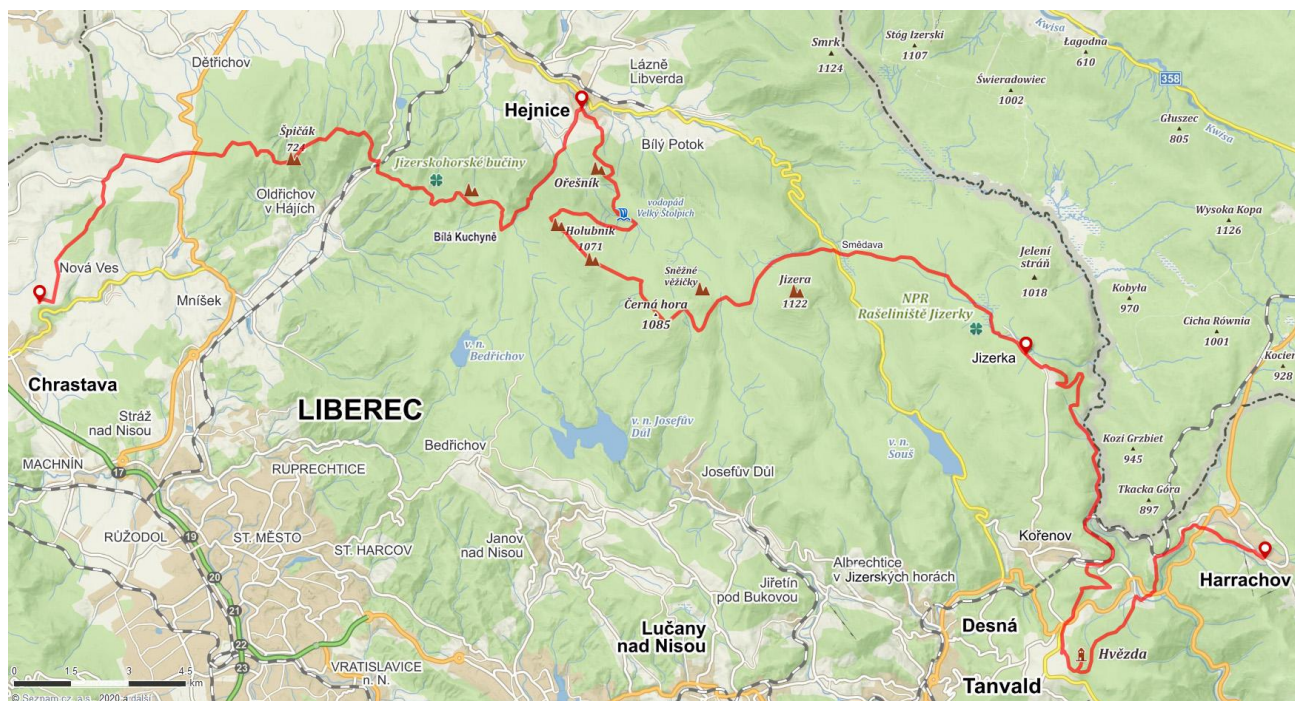 Smrk
1124
Stóg Izerski
1107
Kwisa
Łagodna
610
358
Dětřichov
Lázně
Libverda
Świeradowiec
1002
Głuszec
805
Kwisa
Hejnice
Špičák
724
Bílý Potok
Jizerskohorské bučiny
Ořešník
Oldřichov
v Hájích
vodopád
Velký Štolpich
Wysoka Kopa
1126
Bílá Kuchyně
Holubník
1071
Smědava
Jelení
stráň
1018
Nová Ves
Mníšek
Sněžné
věžičky
Jizera
1122
Kobyła
970
Černá hora
1085
NPR
Rašeliniště Jizerky
Cicha Równia
1001
v. n.
Bedřichov
Jizerka
Kocier
928
Chrastava
LIBEREC
Stráž
nad Nisou
v. n. Josefův
Důl
Bedřichov
v. n.
Souš
Kozi Grzbiet
945
MACHNÍN
17
RUPRECHTICE
Josefův Důl
Tkacka Góra
897
RŮŽODOL
19
ST. MĚSTO
ST. HARCOV
Janov
nad Nisou
Kořenov
20
Albrechtice
v Jizerských horách
Harrachov
Jiřetín
pod Bukovou
21
Desná
Lučany
nad Nisou
22
23
Hvězda
VRATISLAVICE
n. N.
Tanvald
0 1.5 3 4.5
km
© Seznam.cz, a.s., 2020 a další